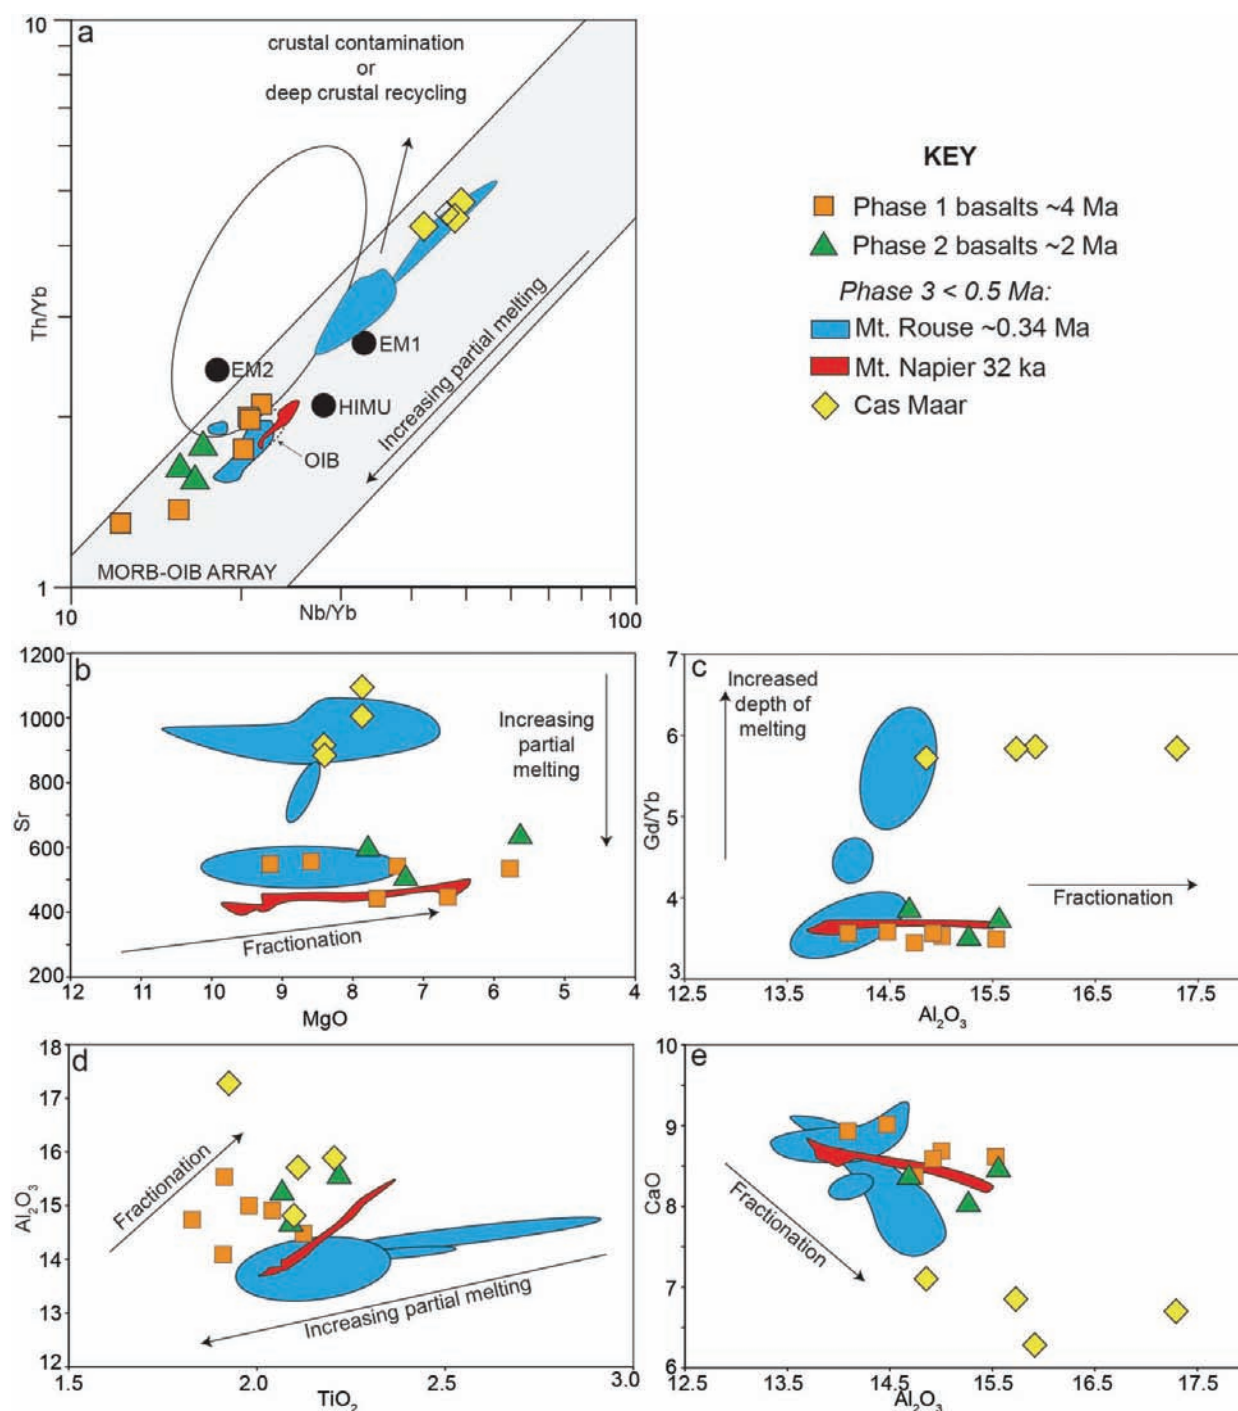 a
10
crustal contamination
or
deep crustal recycling
Th/Yb
EM1
EM2
HIMU
OIB
Increasing partial melting
MORB-OIB ARRAY
1
10
Nb/Yb
100
KEY
Phase 1 basalts ~4 Ma
Phase 2 basalts ~2 Ma
Phase 3 < 0.5 Ma:
Mt. Rouse ~0.34 Ma
Mt. Napier 32 ka
Cas Maar
b
1200
1000
800
600
400
200
Sr
Increasing
partial
melting
Fractionation
12 11 10 9 8 7 6 5 4
MgO
c
7
6
5
4
3
Gd/Yb
Increased
depth of
melting
Fractionation
12.5 13.5 14.5 15.5 16.5 17.5
Al₂O₃
d
18
17
16
15
14
13
12
Al₂O₃
Fractionation
Increasing partial melting
1.5 2.0 2.5 3.0
TiO₂
e
10
9
8
7
6
CaO
Fractionation
12.5 13.5 14.5 15.5 16.5 17.5
Al₂O₃